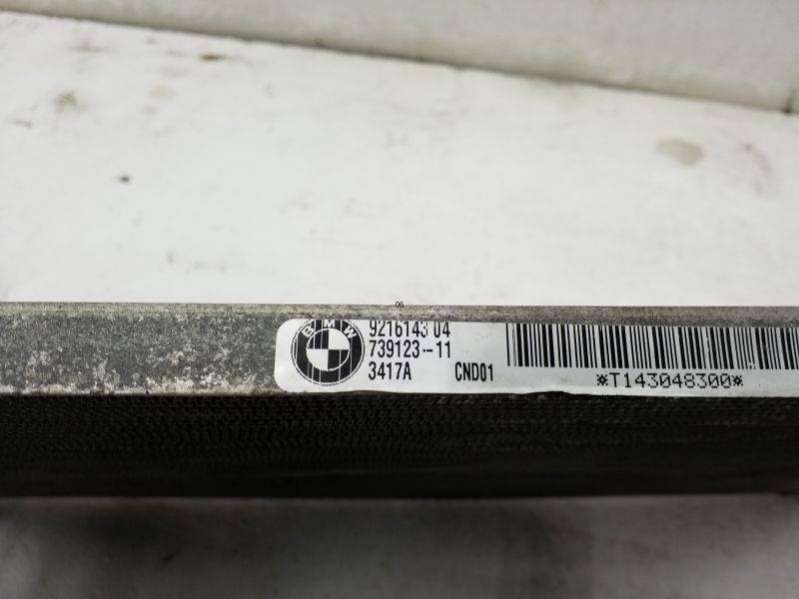 BMW
9216143 04
739123-11
3417A CND01
*T143048300*